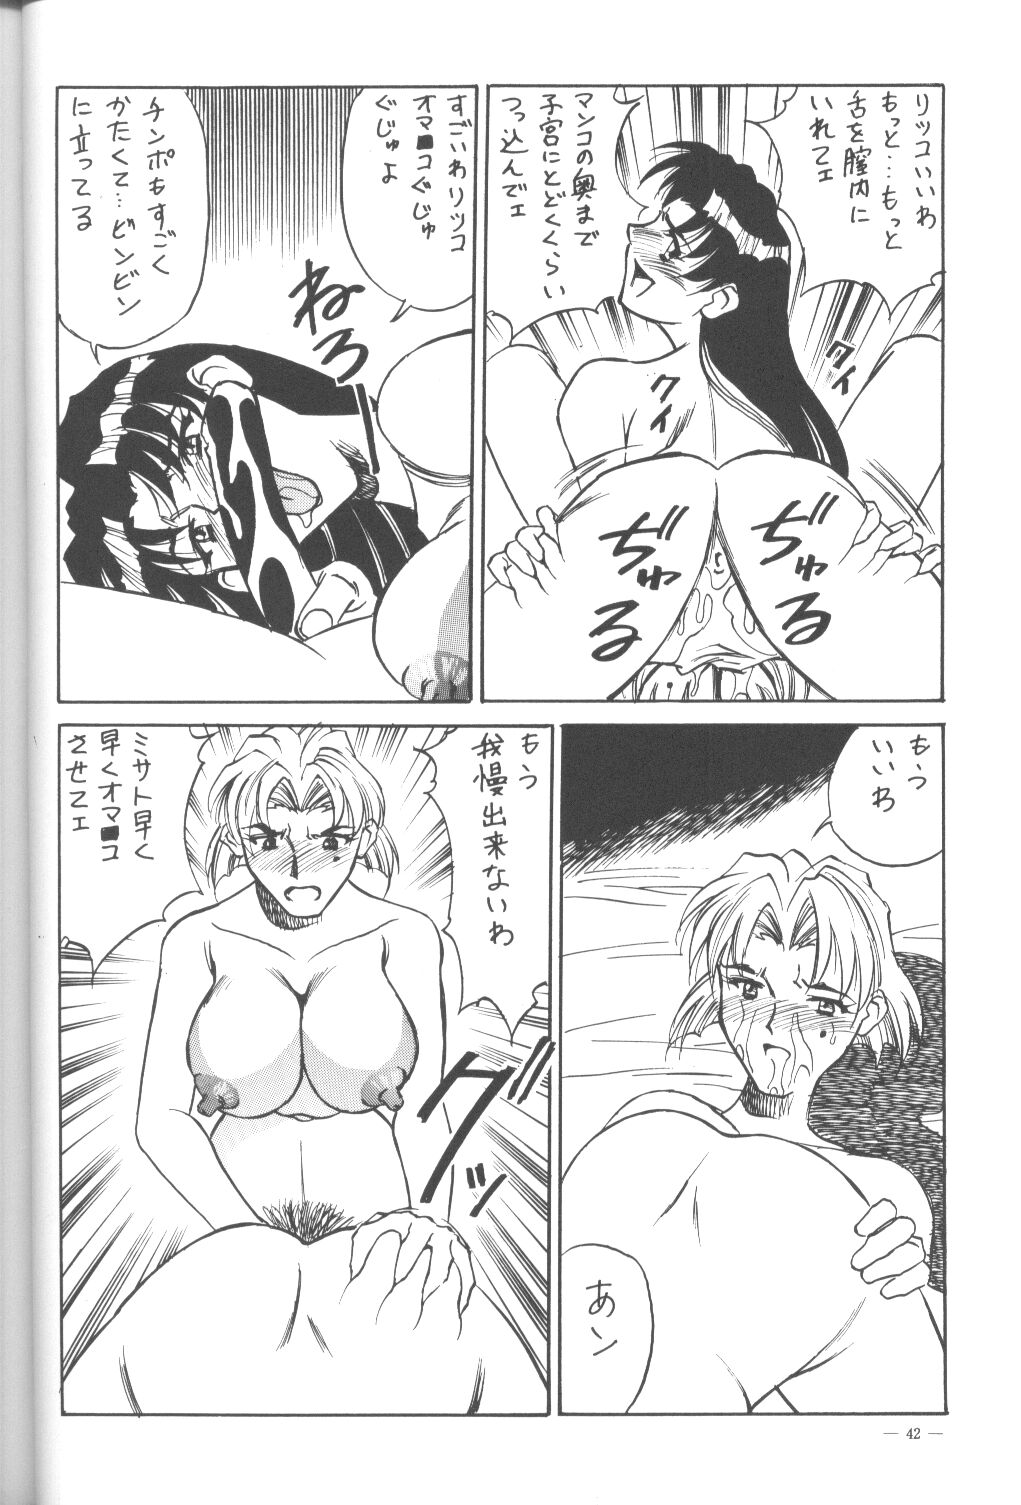 リツコいいわ
もっと…もっと
舌を膣内に
いれてェ
マンコの奥まで
子宮にとどくくらい
つっ込んでェ
クイ
クイ
ぢゅる
ぢゅる
すごいわリツコ
オマ■コぐじゅ
ぐじゅよ
チンポもすごく
かたくて…ビンビン
に立ってる
ねろ
もう
いいわ
あン
もう
我慢出来ないわ
ミサト早く
早くオマ■コ
させてェ
グッ
— 42 —